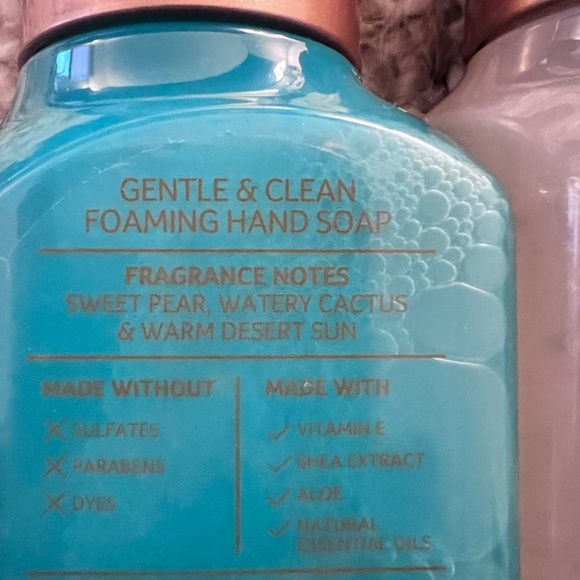 GENTLE & CLEAN
FOAMING HAND SOAP
FRAGRANCE NOTES
SWEET PEAR, WATERY CACTUS
& WARM DESERT SUN
MADE WITHOUT
SULFATES
PARABENS
DYES
MADE WITH
VITAMIN E
SHEA EXTRACT
ALOE
NATURAL
ESSENTIAL OILS